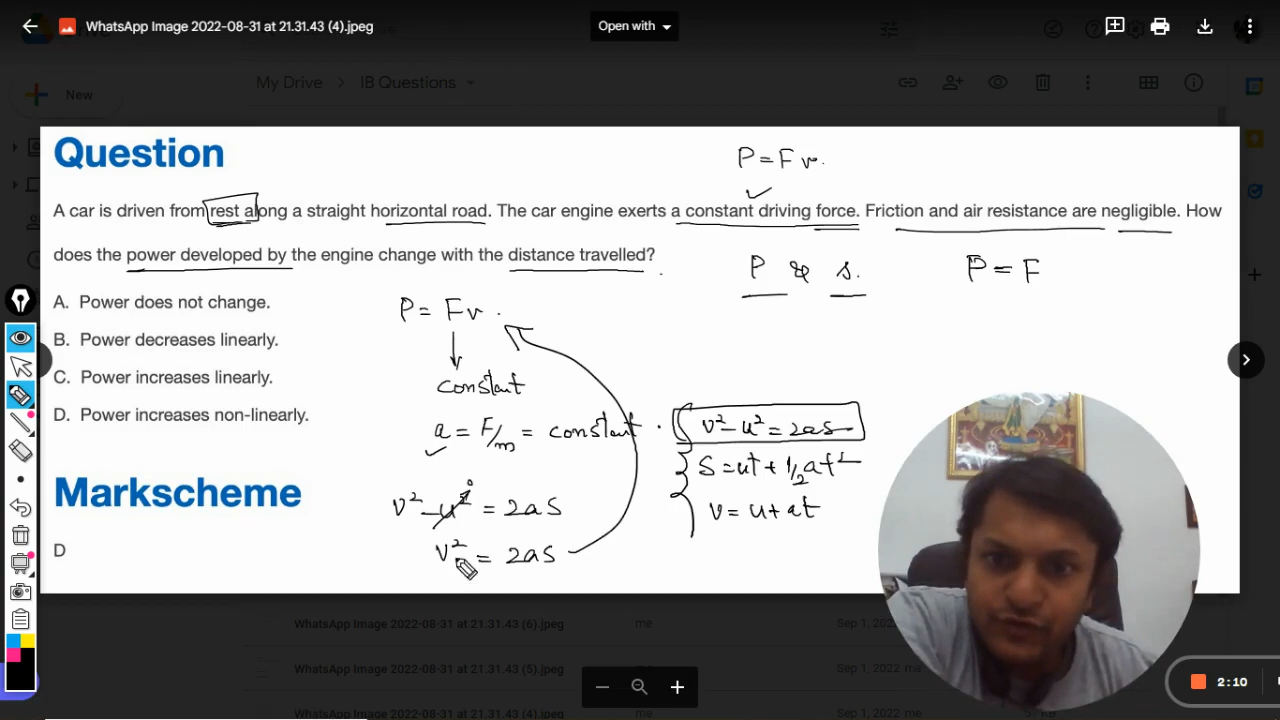 WhatsApp Image 2022-08-31 at 21.31.43 (4).jpeg
Open with
New
My Drive
IB Questions
Question
P = Fv.
A car is driven from rest along a straight horizontal road. The car engine exerts a constant driving force. Friction and air resistance are negligible. How
does the power developed by the engine change with the distance travelled?
P & s.
P = F
A. Power does not change.
B. Power decreases linearly.
C. Power increases linearly.
D. Power increases non-linearly.
P = Fv.
constant
a = F/m = constant.
v² - u² = 2as
S = ut + 1/2 at²
v = u + at
v² - u² = 2as
v² = 2as
Markscheme
D
WhatsApp Image 2022-08-31 at 21.31.43 (6).jpeg
me
Sep 1, 2022
WhatsApp Image 2022-08-31 at 21.31.43 (5).jpeg
me
Sep 1, 2022
WhatsApp Image 2022-08-31 at 21.31.43 (4).jpeg
me
2:10